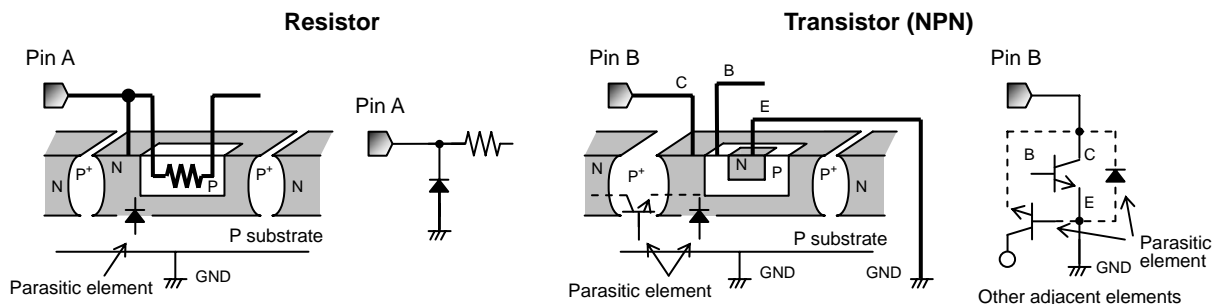 Resistor
Transistor (NPN)
Pin A
Pin B
Pin B
C
B
E
Pin A
N
N
P+
P
P+
N
N
P+
N
P
P+
N
B
C
E
P substrate
P substrate
Parasitic element
GND
Parasitic element
GND
GND
GND
Parasitic
element
Other adjacent elements